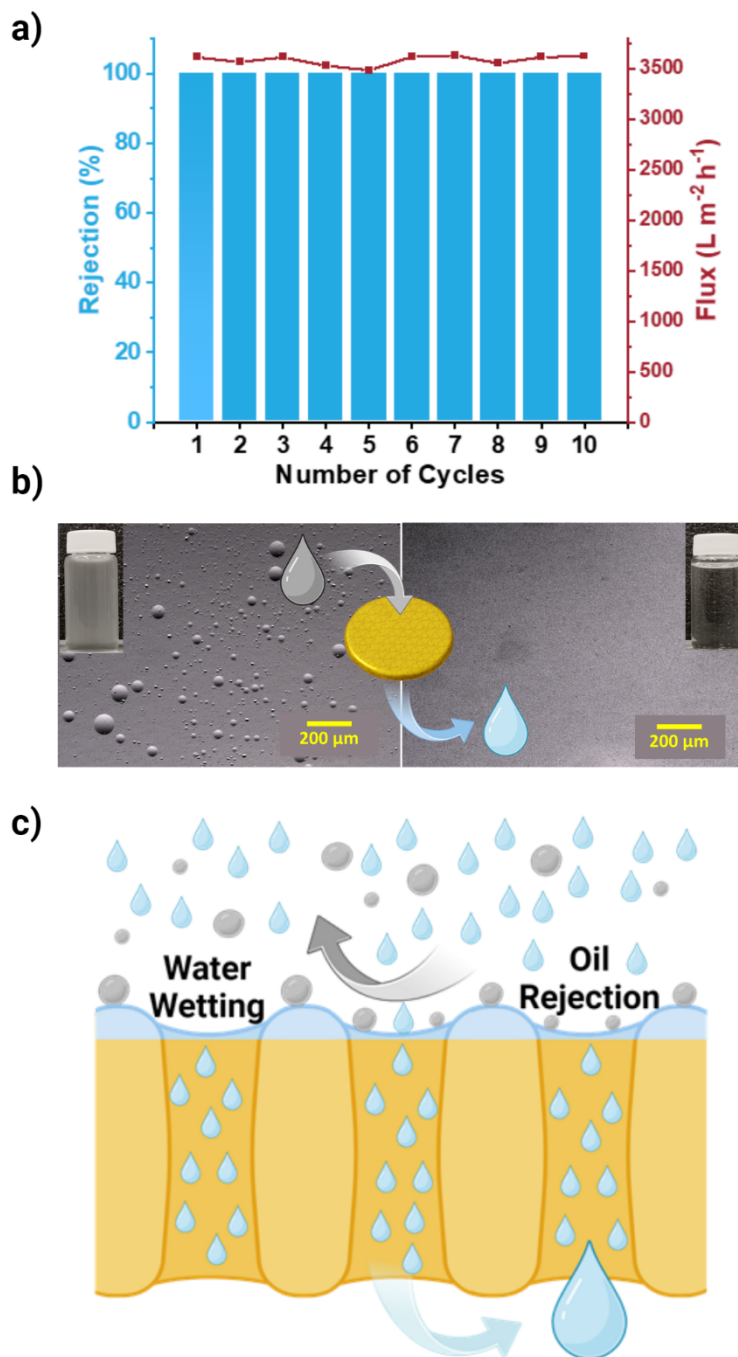 a)
Rejection (%)
100
80
60
40
20
0
3500
3000
2500
2000
1500
1000
500
0
Flux (L m⁻² h⁻¹)
1 2 3 4 5 6 7 8 9 10
Number of Cycles
b)
200 µm
200 µm
c)
Water
Wetting
Oil
Rejection